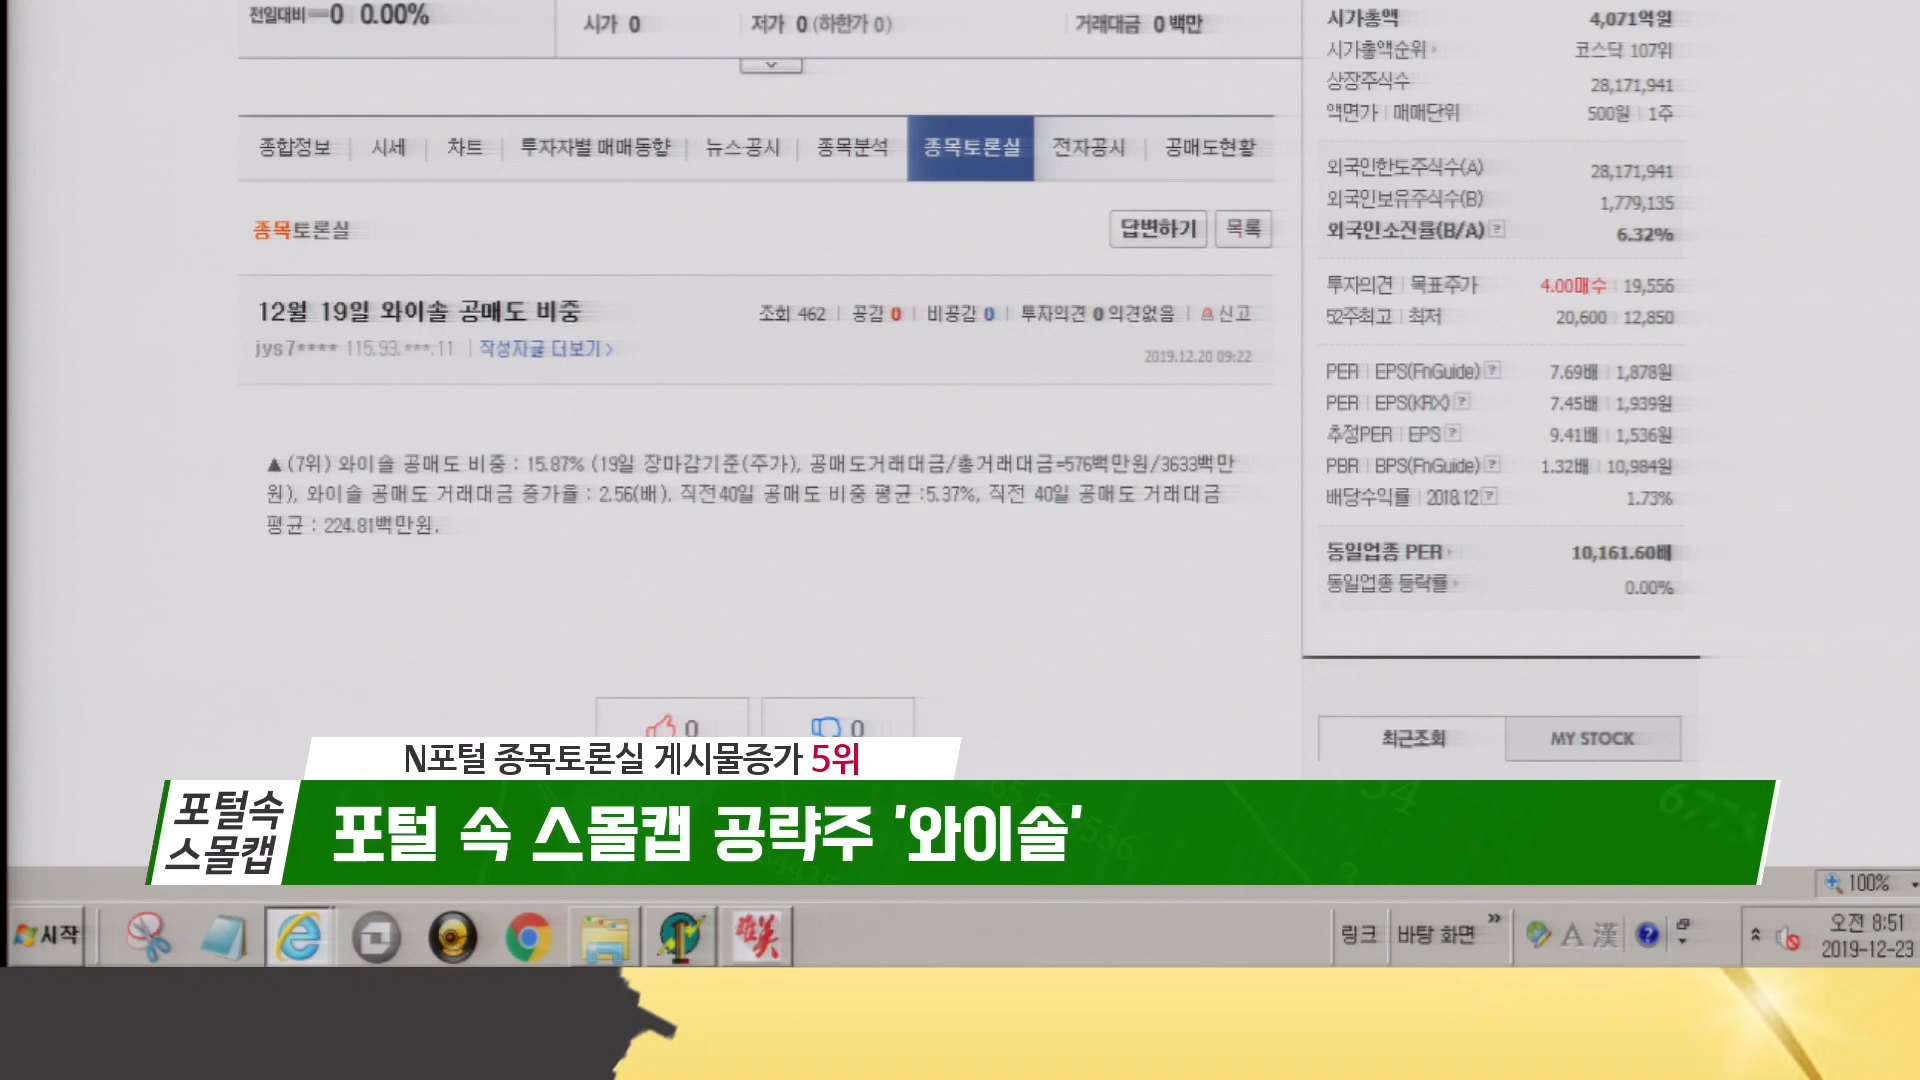 전일대비 0 0.00%
시가 0
저가 0 (하한가 0)
거래대금 0 백만
종합정보 시세 차트 투자자별 매매동향 뉴스·공시 종목분석 종목토론실 전자공시 공매도현황
종목토론실
답변하기 목록
12월 19일 와이솔 공매도 비중
조회 462 공감 0 비공감 0 투자의견 0 의견없음 신고
jys7**** 115.93.***.11 작성자글 더보기
2019.12.20 09:22
▲(7위) 와이솔 공매도 비중 : 15.87% (19일 장마감기준(주가), 공매도거래대금/총거래대금=576백만원/3633백만
원), 와이솔 공매도 거래대금 증가율 : 2.56(배). 직전40일 공매도 비중 평균 :5.37%, 직전 40일 공매도 거래대금
평균 : 224.81백만원.
0
0
시가총액 4,071억원
시가총액순위 코스닥 107위
상장주식수 28,171,941
액면가 매매단위 500원 1주
외국인한도주식수(A) 28,171,941
외국인보유주식수(B) 1,779,135
외국인소진율(B/A) ? 6.32%
투자의견 목표주가 4.00매수 19,556
52주최고 최저 20,600 12,850
PER EPS(FnGuide) ? 7.69배 1,878원
PER EPS(KRX) ? 7.45배 1,939원
추정PER EPS ? 9.41배 1,536원
PBR BPS(FnGuide) ? 1.32배 10,984원
배당수익률 2018.12 ? 1.73%
동일업종 PER 10,161.60배
동일업종 등락률 0.00%
최근조회 MY STOCK
N포털 종목토론실 게시물증가 5위
포털속
스몰캡
포털 속 스몰캡 공략주 '와이솔'
100%
시작
링크 바탕 화면 » A 漢 ?
오전 8:51
2019-12-23